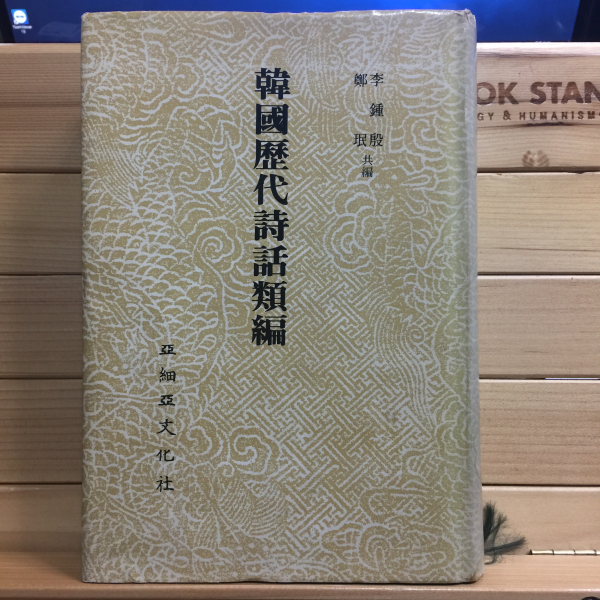 韓國歷代詩話類編
李鍾殷
鄭珉
共編
亞細亞文化社
OK STAN
GY & HUMANISM